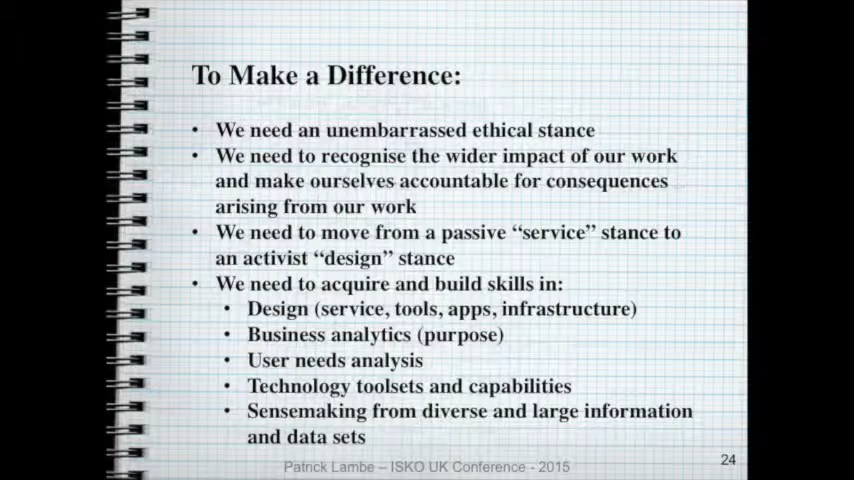 To Make a Difference:
• We need an unembarrassed ethical stance
• We need to recognise the wider impact of our work
and make ourselves accountable for consequences
arising from our work
• We need to move from a passive “service” stance to
an activist “design” stance
• We need to acquire and build skills in:
• Design (service, tools, apps, infrastructure)
• Business analytics (purpose)
• User needs analysis
• Technology toolsets and capabilities
• Sensemaking from diverse and large information
and data sets
Patrick Lambe – ISKO UK Conference - 2015
24